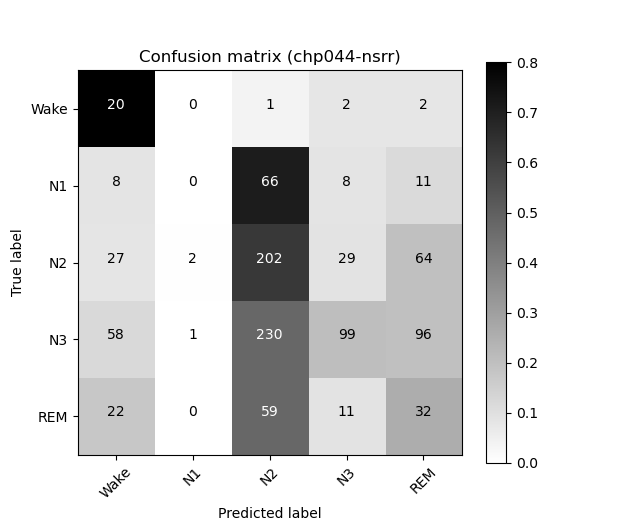 Confusion matrix (chp044-nsrr)
True label
Wake 20 0 1 2 2
N1 8 0 66 8 11
N2 27 2 202 29 64
N3 58 1 230 99 96
REM 22 0 59 11 32
Wake N1 N2 N3 REM
Predicted label
0.8
0.7
0.6
0.5
0.4
0.3
0.2
0.1
0.0